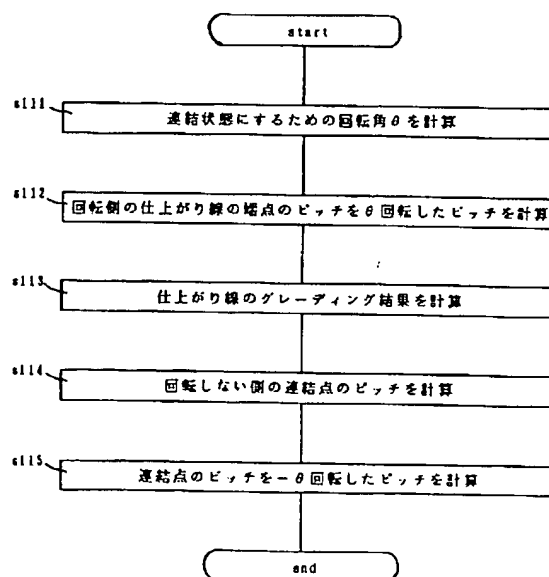 start
s111
連結状態にするための回転角θを計算
s112
回転側の仕上がり線の端点のピッチをθ回転したピッチを計算
s113
仕上がり線のグレーディング結果を計算
s114
回転しない側の連結点のピッチを計算
s115
連結点のピッチを－θ回転したピッチを計算
end